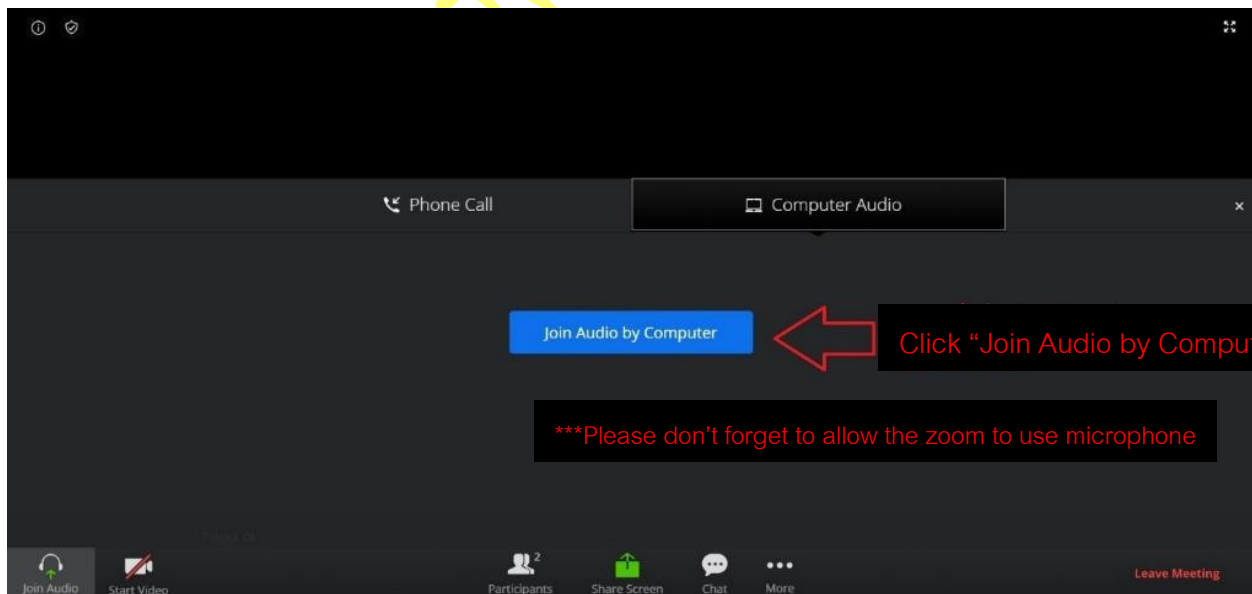 Phone Call
Computer Audio
Join Audio by Computer
Click “Join Audio by
***Please don’t forget to allow the zoom to use microphone
2
Join Audio
Start Video
Participants
Share Screen
Chat
More
Leave Meeting